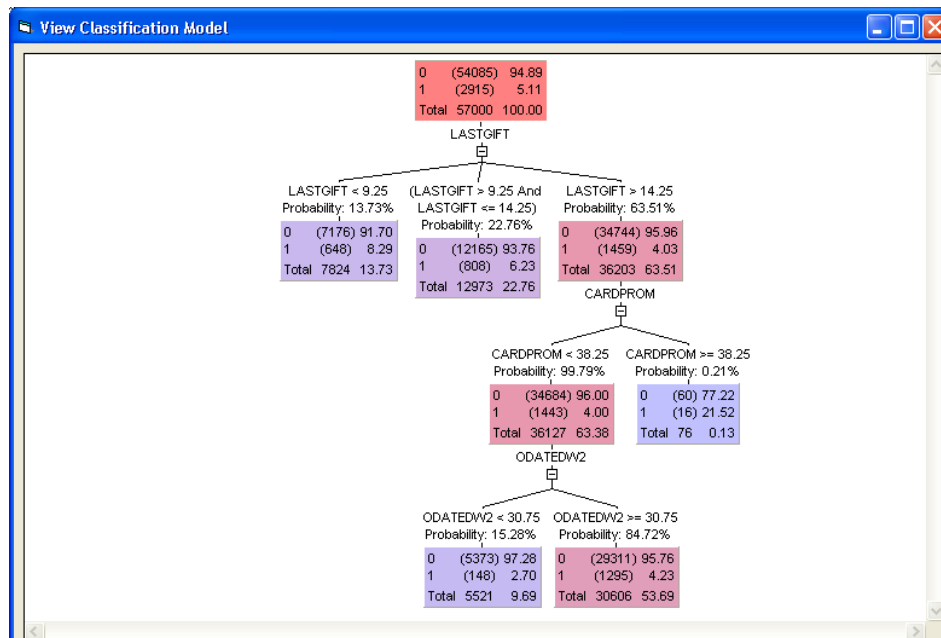 View Classification Model
0 (54085) 94.89
1 (2915) 5.11
Total 57000 100.00
LASTGIFT
LASTGIFT < 9.25
Probability: 13.73%
0 (7176) 91.70
1 (648) 8.29
Total 7824 13.73
(LASTGIFT > 9.25 And
LASTGIFT <= 14.25)
Probability: 22.76%
0 (12165) 93.76
1 (808) 6.23
Total 12973 22.76
LASTGIFT > 14.25
Probability: 63.51%
0 (34744) 95.96
1 (1459) 4.03
Total 36203 63.51
CARDPROM
CARDPROM < 38.25
Probability: 99.79%
0 (34684) 96.00
1 (1443) 4.00
Total 36127 63.38
CARDPROM >= 38.25
Probability: 0.21%
0 (60) 77.22
1 (16) 21.52
Total 76 0.13
ODATEDW2
ODATEDW2 < 30.75
Probability: 15.28%
0 (5373) 97.28
1 (148) 2.70
Total 5521 9.69
ODATEDW2 >= 30.75
Probability: 84.72%
0 (29311) 95.76
1 (1295) 4.23
Total 30606 53.69